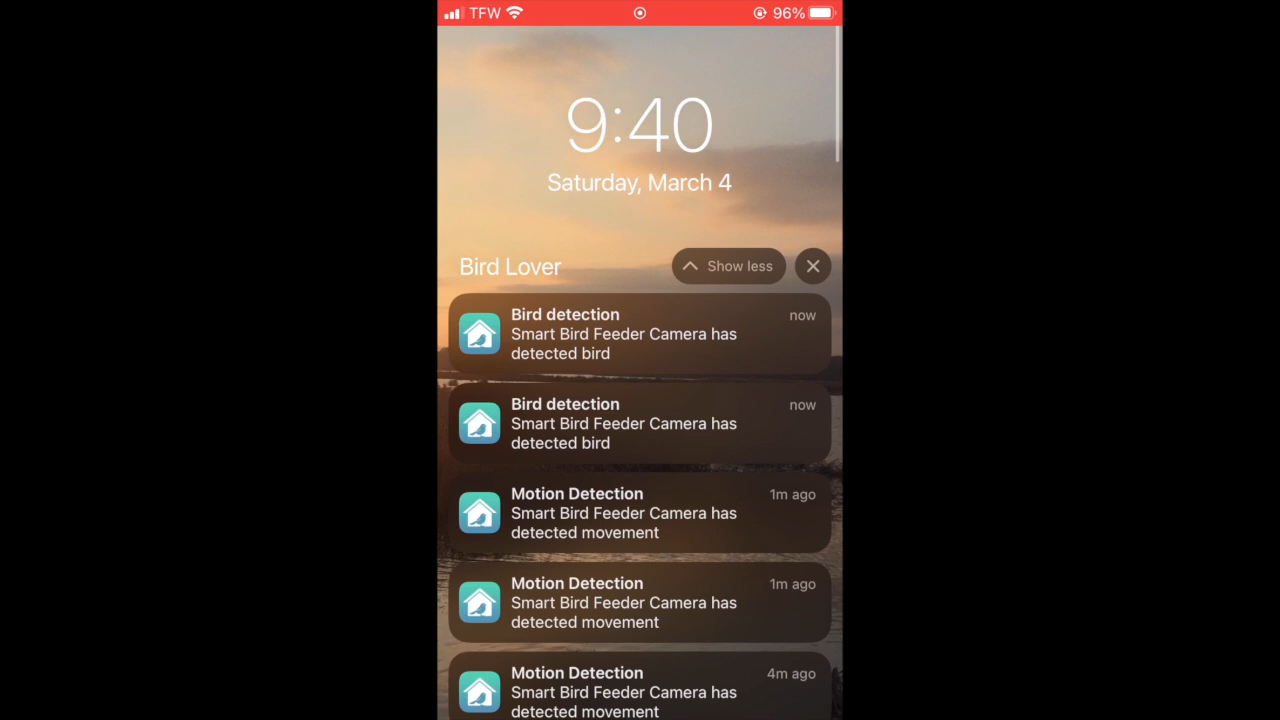 TFW 96%
9:40
Saturday, March 4
Bird Lover Show less
Bird detection now
Smart Bird Feeder Camera has
detected bird
Bird detection now
Smart Bird Feeder Camera has
detected bird
Motion Detection 1m ago
Smart Bird Feeder Camera has
detected movement
Motion Detection 1m ago
Smart Bird Feeder Camera has
detected movement
Motion Detection 4m ago
Smart Bird Feeder Camera has
detected movement